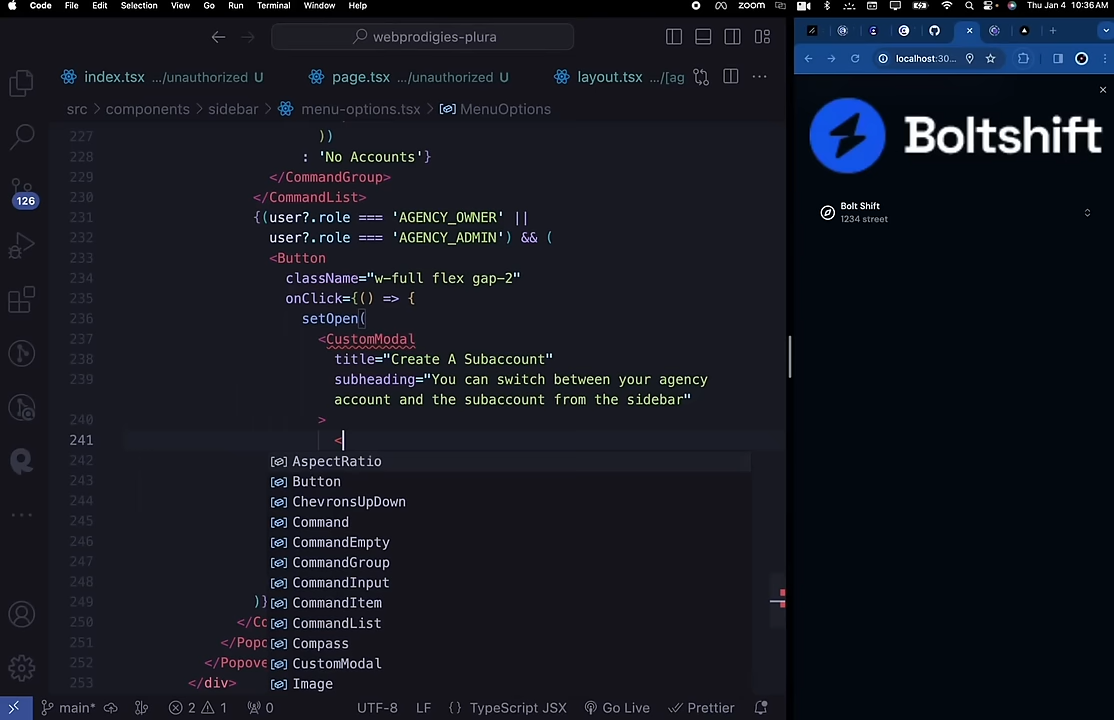 Code File Edit Selection View Go Run Terminal Window Help zoom Thu Jan 4 10:36 AM
webprodigies-plura
index.tsx .../unauthorized U page.tsx .../unauthorized U layout.tsx .../[ag
src > components > sidebar > menu-options.tsx > MenuOptions
227 ))
228 : 'No Accounts'}
229 </CommandGroup>
230 </CommandList>
231 {(user?.role === 'AGENCY_OWNER' ||
232 user?.role === 'AGENCY_ADMIN') && (
233 <Button
234 className="w-full flex gap-2"
235 onClick={() => {
236 setOpen(
237 <CustomModal
238 title="Create A Subaccount"
239 subheading="You can switch between your agency
account and the subaccount from the sidebar"
240 >
241 <
242 AspectRatio
243 Button
244 ChevronsUpDown
245 Command
246 CommandEmpty
247 CommandGroup
248 CommandInput
249 )} CommandItem
250 </Co CommandList
251 </Popo Compass
252 </Popove CustomModal
253 </div> Image
126
main* 2 1 0 UTF-8 LF {} TypeScript JSX Go Live Prettier
localhost:30...
Boltshift
Bolt Shift
1234 street